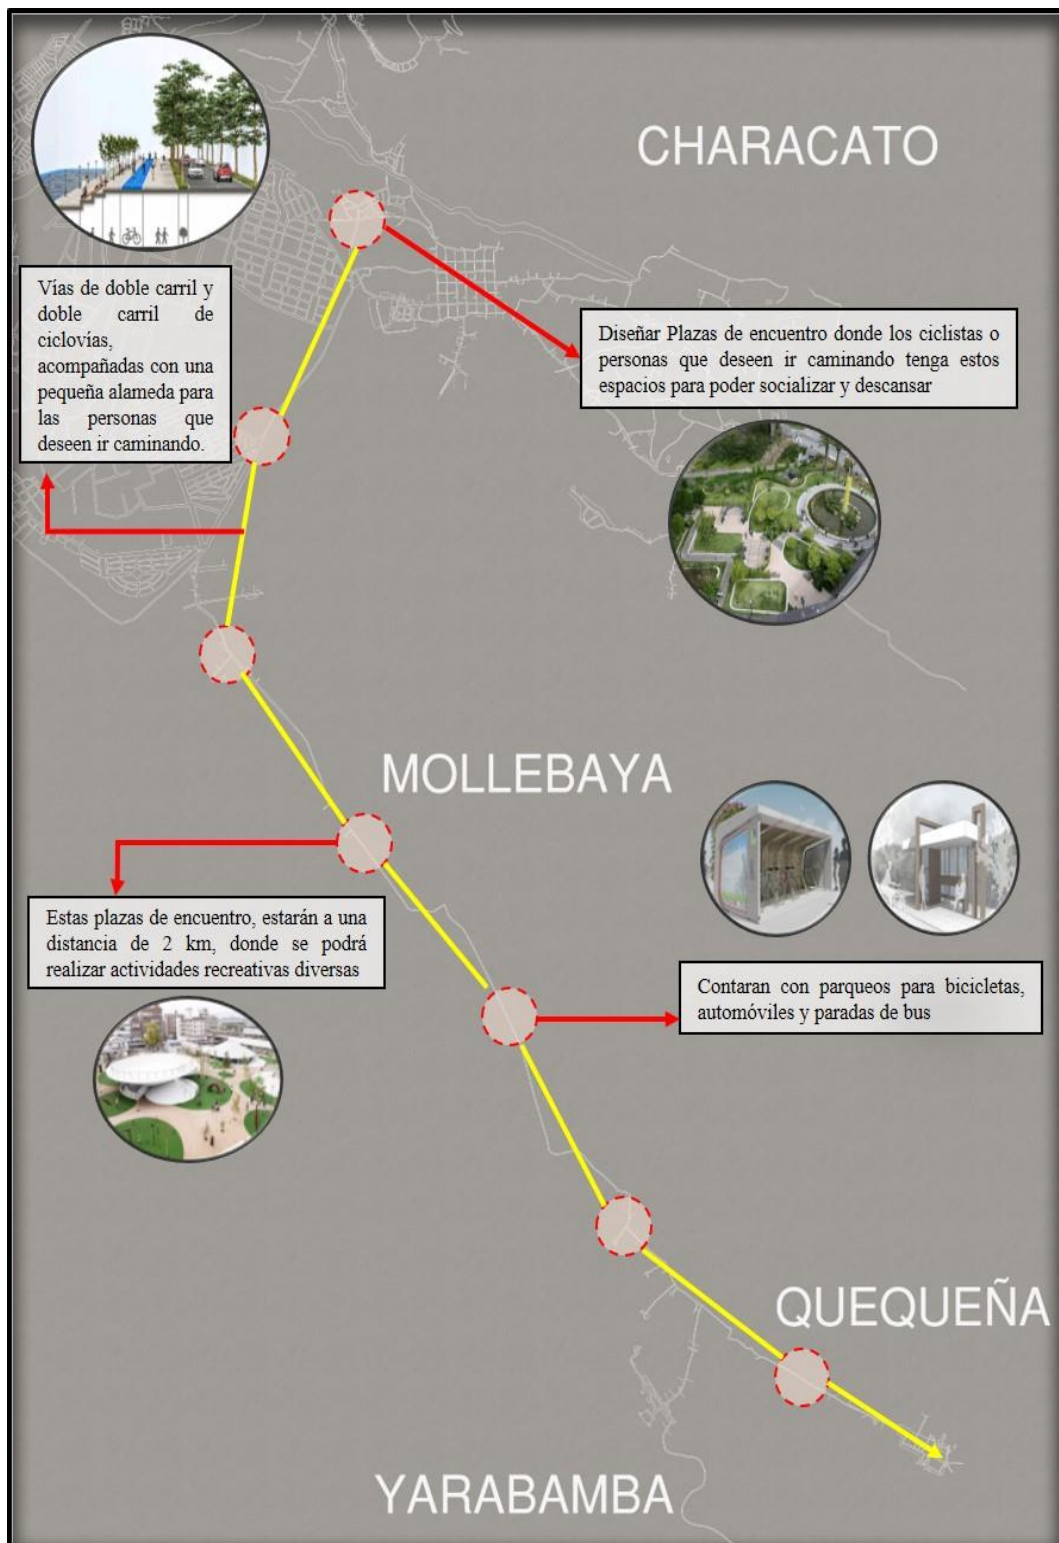 CHARACATO
Vías de doble carril y
doble carril de
ciclovías,
acompañadas con una
pequeña alameda para
las personas que
deseen ir caminando.
Diseñar Plazas de encuentro donde los ciclistas o
personas que deseen ir caminando tenga estos
espacios para poder socializar y descansar
MOLLEBAYA
Estas plazas de encuentro, estarán a una
distancia de 2 km, donde se podrá
realizar actividades recreativas diversas
Contaran con parqueos para bicicletas,
automóviles y paradas de bus
QUEQUEÑA
YARABAMBA